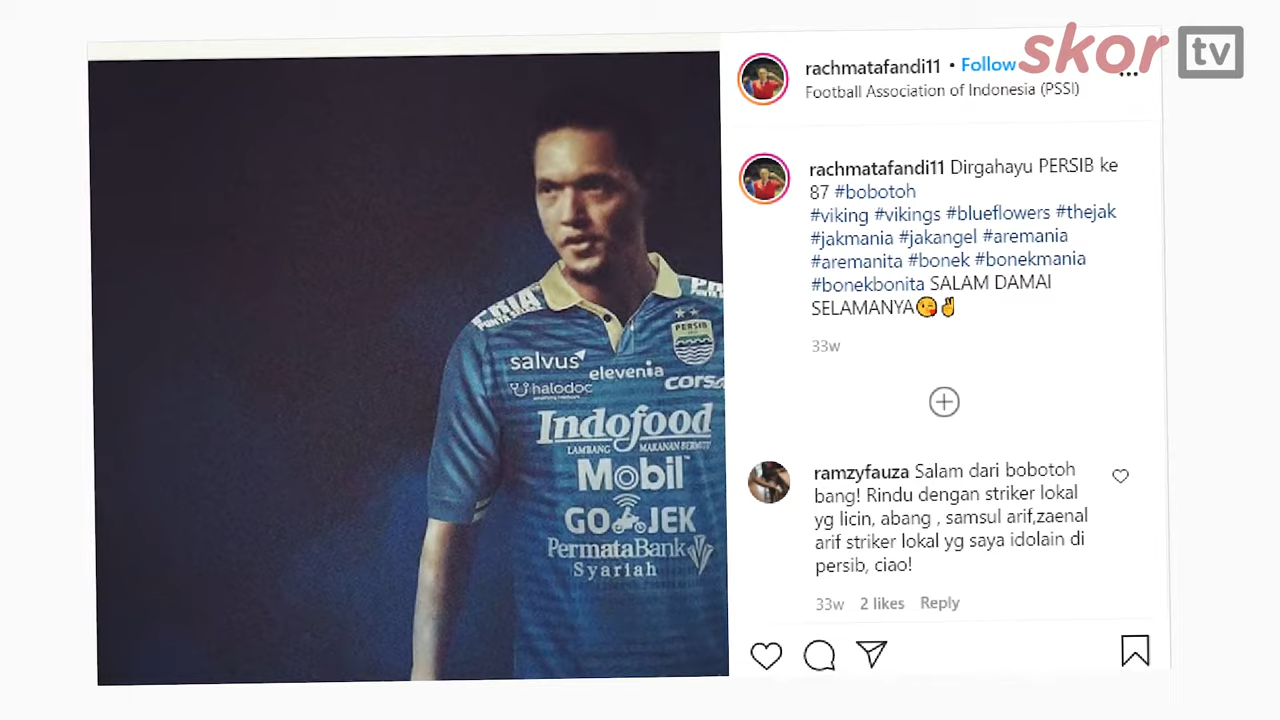 skor tv
rachmatafandi11 • Follow ...
Football Association of Indonesia (PSSI)
rachmatafandi11 Dirgahayu PERSIB ke
87 #bobotoh
#viking #vikings #blueflowers #thejak
#jakmania #jakangel #aremania
#aremanita #bonek #bonekmania
#bonekbonita SALAM DAMAI
SELAMANYA😘✌
33w
ramzyfauza Salam dari bobotoh
bang! Rindu dengan striker lokal
yg licin, abang , samsul arif,zaenal
arif striker lokal yg saya idolain di
persib, ciao!
33w 2 likes Reply
PERSIB
salvus
elevenia
halodoc
corsa
Indofood
LAMBANG MAKANAN BERMUTU
Mobil
GO JEK
PermataBank
Syariah